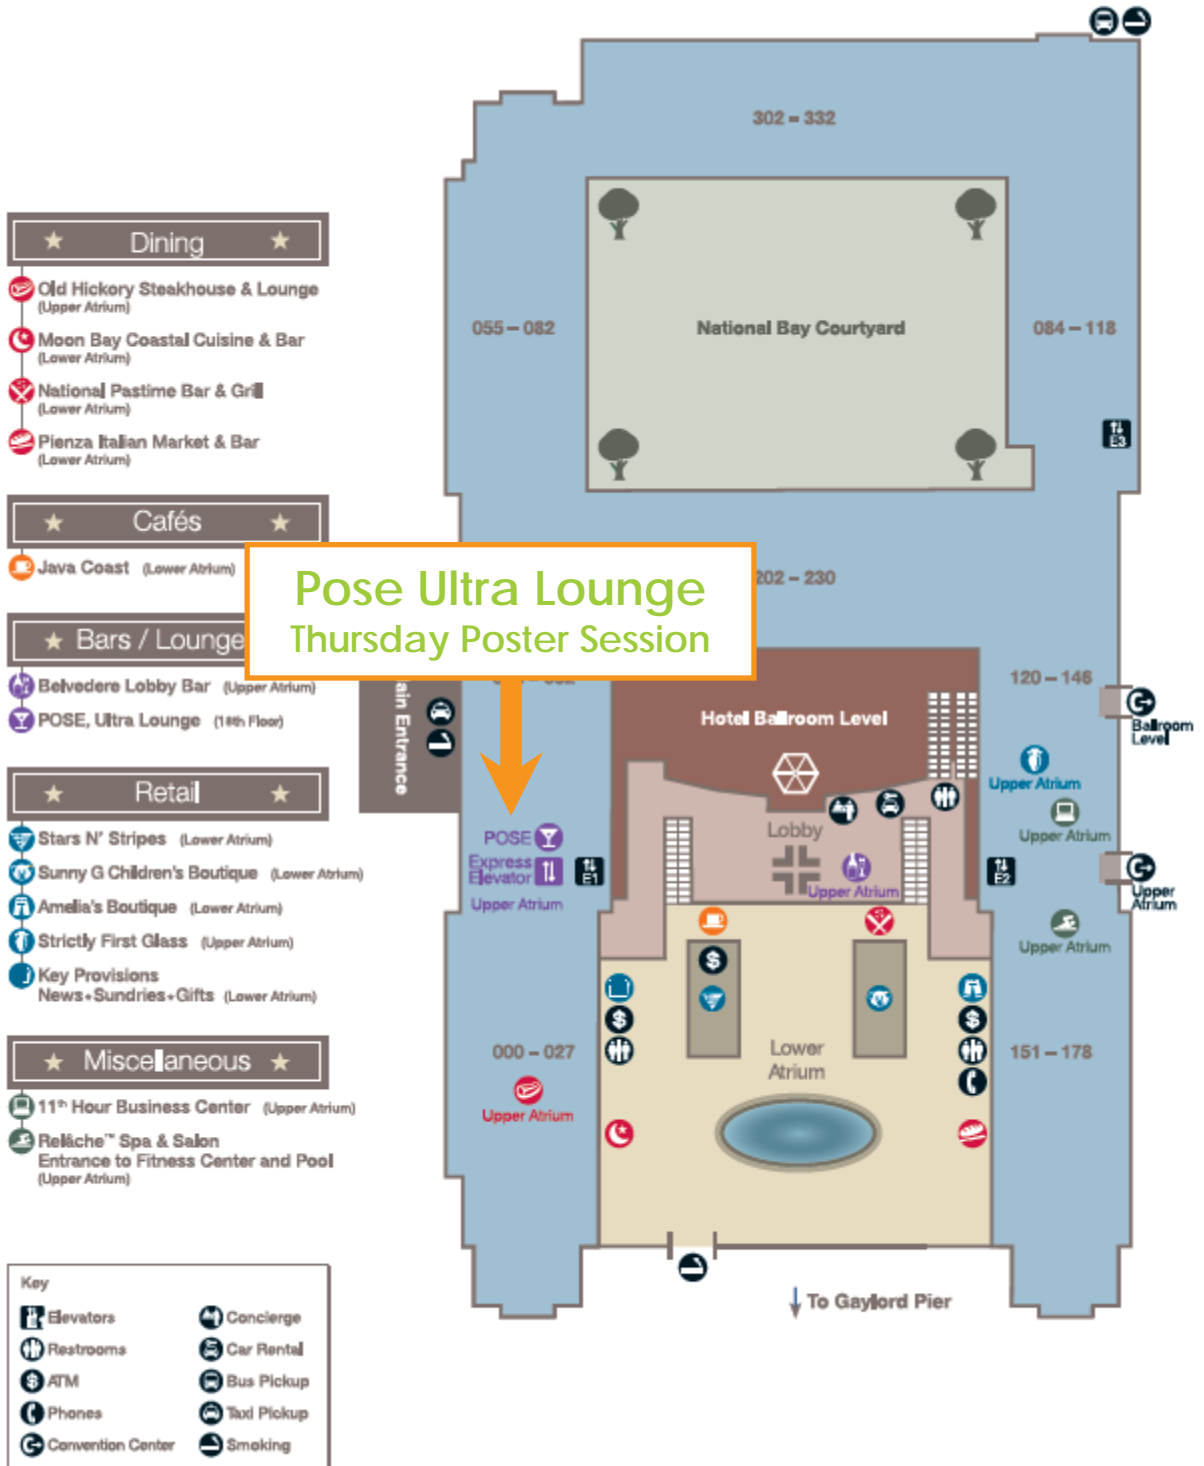 302 – 332
★ Dining ★
Old Hickory Steakhouse & Lounge
(Upper Atrium)
Moon Bay Coastal Cuisine & Bar
(Lower Atrium)
National Pastime Bar & Grill
(Lower Atrium)
Pienza Italian Market & Bar
(Lower Atrium)
055 – 082
National Bay Courtyard
084 – 118
E3
★ Cafés ★
Java Coast (Lower Atrium)
Pose Ultra Lounge
Thursday Poster Session
202 – 230
★ Bars / Lounge
Belvedere Lobby Bar (Upper Atrium)
POSE, Ultra Lounge (18th Floor)
ain Entrance
Hotel Ballroom Level
120 – 146
Ballroom
Level
Upper Atrium
★ Retail ★
Stars N' Stripes (Lower Atrium)
Sunny G Children's Boutique (Lower Atrium)
Amelia's Boutique (Lower Atrium)
Strictly First Glass (Upper Atrium)
Key Provisions
News•Sundries•Gifts (Lower Atrium)
POSE
Express
Elevator
Upper Atrium
E1
Lobby
Upper Atrium
E2
Upper Atrium
Upper
Atrium
Upper Atrium
$
$
$
★ Miscellaneous ★
11th Hour Business Center (Upper Atrium)
Relâche™ Spa & Salon
Entrance to Fitness Center and Pool
(Upper Atrium)
000 – 027
Upper Atrium
Lower
Atrium
151 – 178
To Gaylord Pier
Key
Elevators
Restrooms
$ ATM
Phones
Convention Center
Concierge
Car Rental
Bus Pickup
Taxi Pickup
Smoking